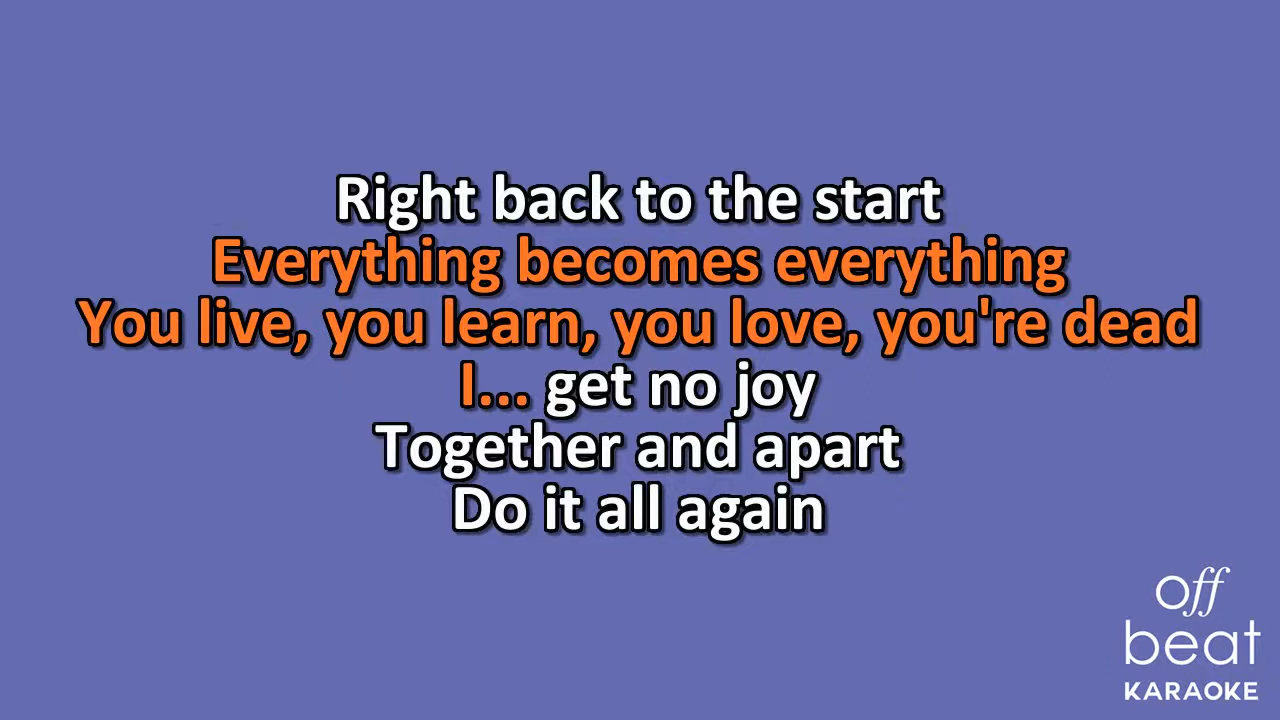 Right back to the start
Everything becomes everything
You live, you learn, you love, you're dead
I... get no joy
Together and apart
Do it all again
off
beat
KARAOKE